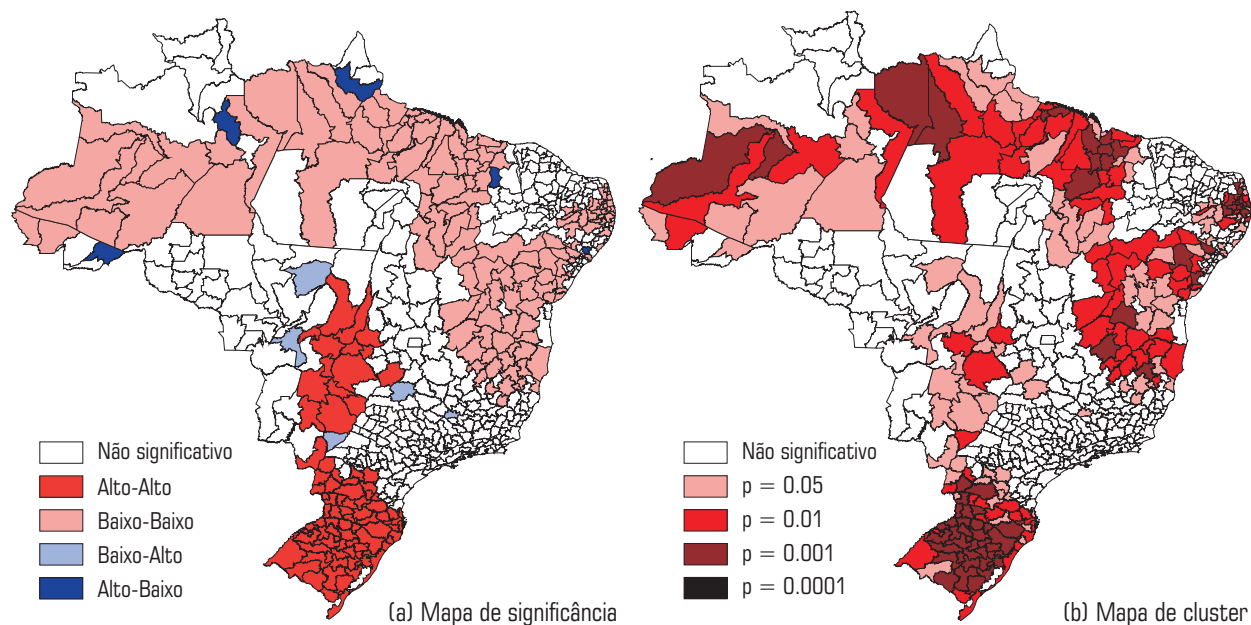 Não significativo
Alto-Alto
Baixo-Baixo
Baixo-Alto
Alto-Baixo
(a) Mapa de significância
Não significativo
p = 0.05
p = 0.01
p = 0.001
p = 0.0001
(b) Mapa de cluster